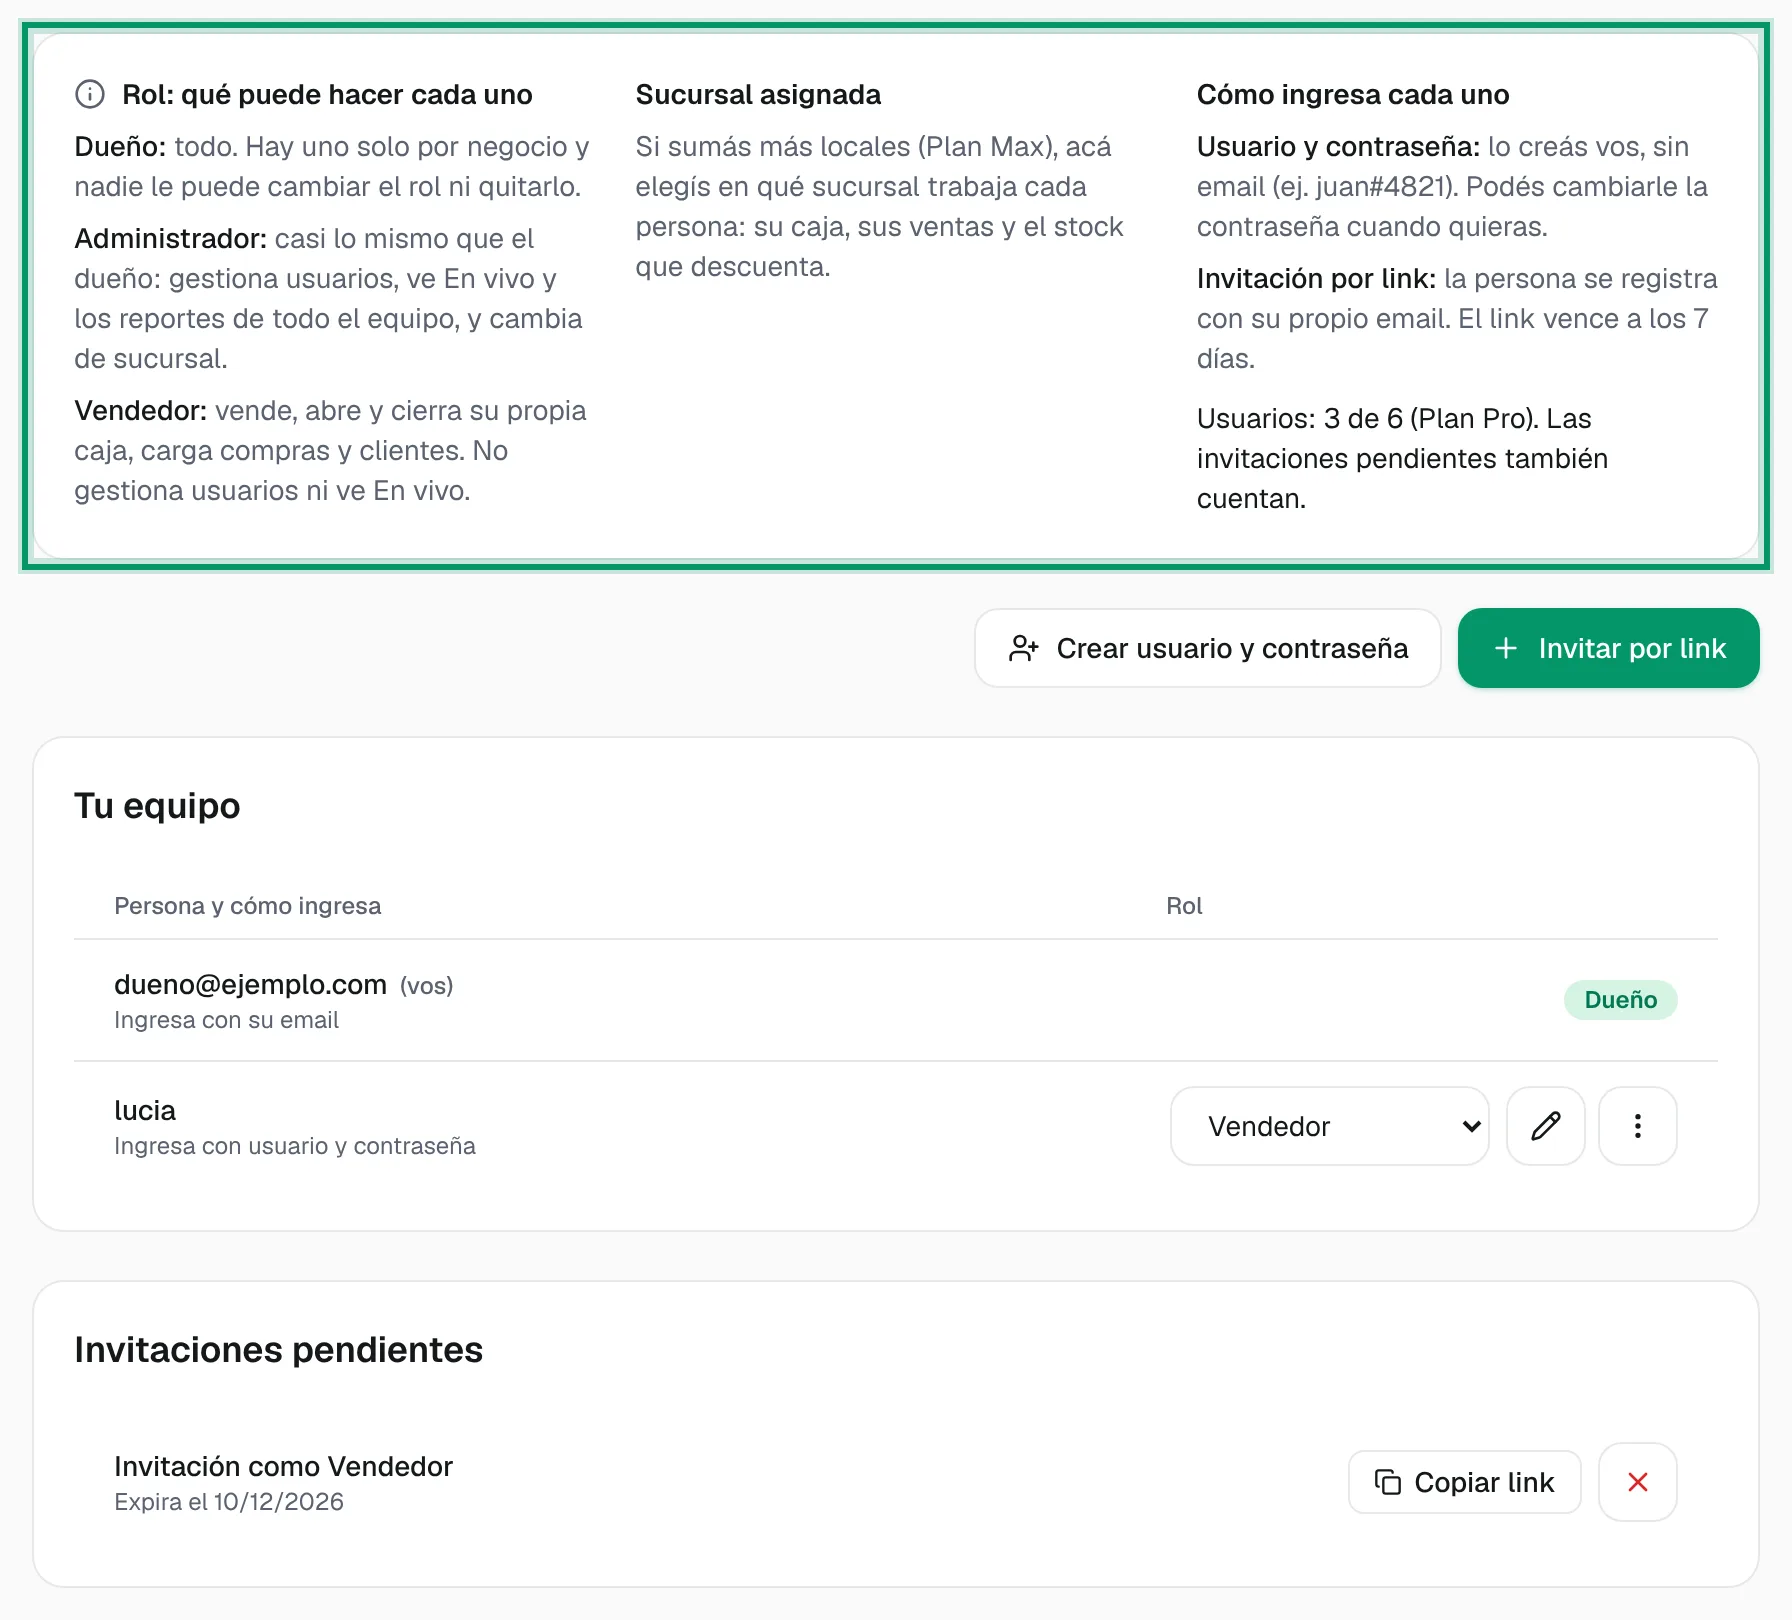 Rol: qué puede hacer cada uno
Dueño: todo. Hay uno solo por negocio y
nadie le puede cambiar el rol ni quitarlo.
Administrador: casi lo mismo que el
dueño: gestiona usuarios, ve En vivo y
los reportes de todo el equipo, y cambia
de sucursal.
Vendedor: vende, abre y cierra su propia
caja, carga compras y clientes. No
gestiona usuarios ni ve En vivo.
Sucursal asignada
Si sumás más locales (Plan Max), acá
elegís en qué sucursal trabaja cada
persona: su caja, sus ventas y el stock
que descuenta.
Cómo ingresa cada uno
Usuario y contraseña: lo creás vos, sin
email (ej. juan#4821). Podés cambiarle la
contraseña cuando quieras.
Invitación por link: la persona se registra
con su propio email. El link vence a los 7
días.
Usuarios: 3 de 6 (Plan Pro). Las
invitaciones pendientes también
cuentan.
Crear usuario y contraseña
Invitar por link
Tu equipo
Persona y cómo ingresa
Rol
dueno@ejemplo.com (vos)
Ingresa con su email
Dueño
lucia
Ingresa con usuario y contraseña
Vendedor
Invitaciones pendientes
Invitación como Vendedor
Expira el 10/12/2026
Copiar link